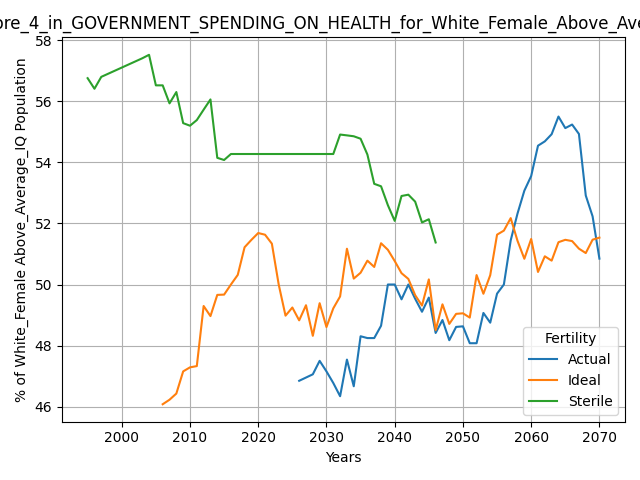 ore_4_in_GOVERNMENT_SPENDING_ON_HEALTH_for_White_Female_Above_Ave
% of White_Female Above_Average_IQ Population
58
56
54
52
50
48
46
2000
2010
2020
2030
2040
2050
2060
2070
Years
Fertility
Actual
Ideal
Sterile